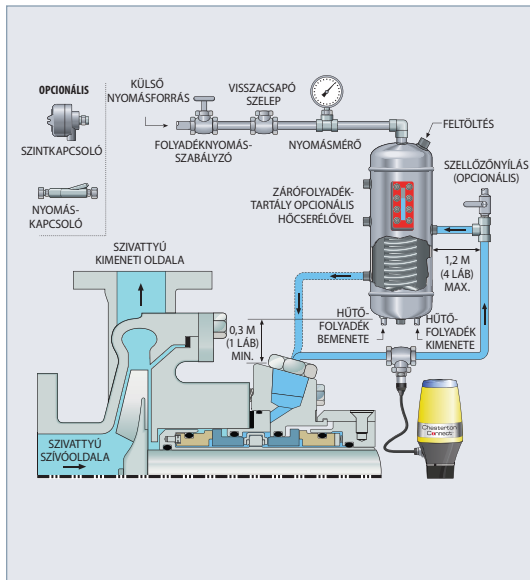 OPCIONÁLIS
SZINTKAPCSOLÓ
NYOMÁS-
KAPCSOLÓ
KÜLSŐ
NYOMÁSFORRÁS
VISSZACSAPÓ
SZELEP
FOLYADÉKNYOMÁS-
SZABÁLYZÓ
NYOMÁSMÉRŐ
FELTÖLTÉS
SZELLŐZŐNYÍLÁS
(OPCIONÁLIS)
ZÁRÓFOLYADÉK-
TARTÁLY OPCIONÁLIS
HŐCSERÉLŐVEL
1,2 M
(4 LÁB)
MAX.
SZIVATTYÚ
KIMENETI OLDALA
0,3 M
(1 LÁB)
MIN.
HŰTŐ-
FOLYADÉK
BEMENETE
HŰTŐ-
FOLYADÉK
KIMENETE
SZIVATTYÚ
SZÍVÓOLDALA
Chesterton
Connect